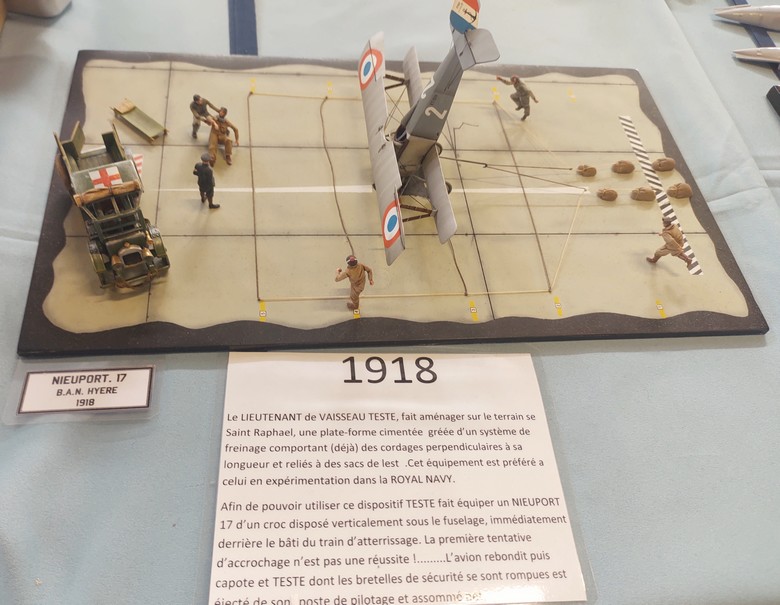 2
NIEUPORT. 17
B.A.N. HYERE
1918
1918
Le LIEUTENANT de VAISSEAU TESTE, fait aménager sur le terrain se
Saint Raphael, une plate-forme cimentée gréée d'un système de
freinage comportant (déjà) des cordages perpendiculaires à sa
longueur et reliés à des sacs de lest .Cet équipement est préféré a
celui en expérimentation dans la ROYAL NAVY.
Afin de pouvoir utiliser ce dispositif TESTE fait équiper un NIEUPORT
17 d'un croc disposé verticalement sous le fuselage, immédiatement
derrière le bâti du train d'atterrissage. La première tentative
d'accrochage n'est pas une réussite !.........L'avion rebondit puis
capote et TESTE dont les bretelles de sécurité se sont rompues est
éjecté de son poste de pilotage et assommé